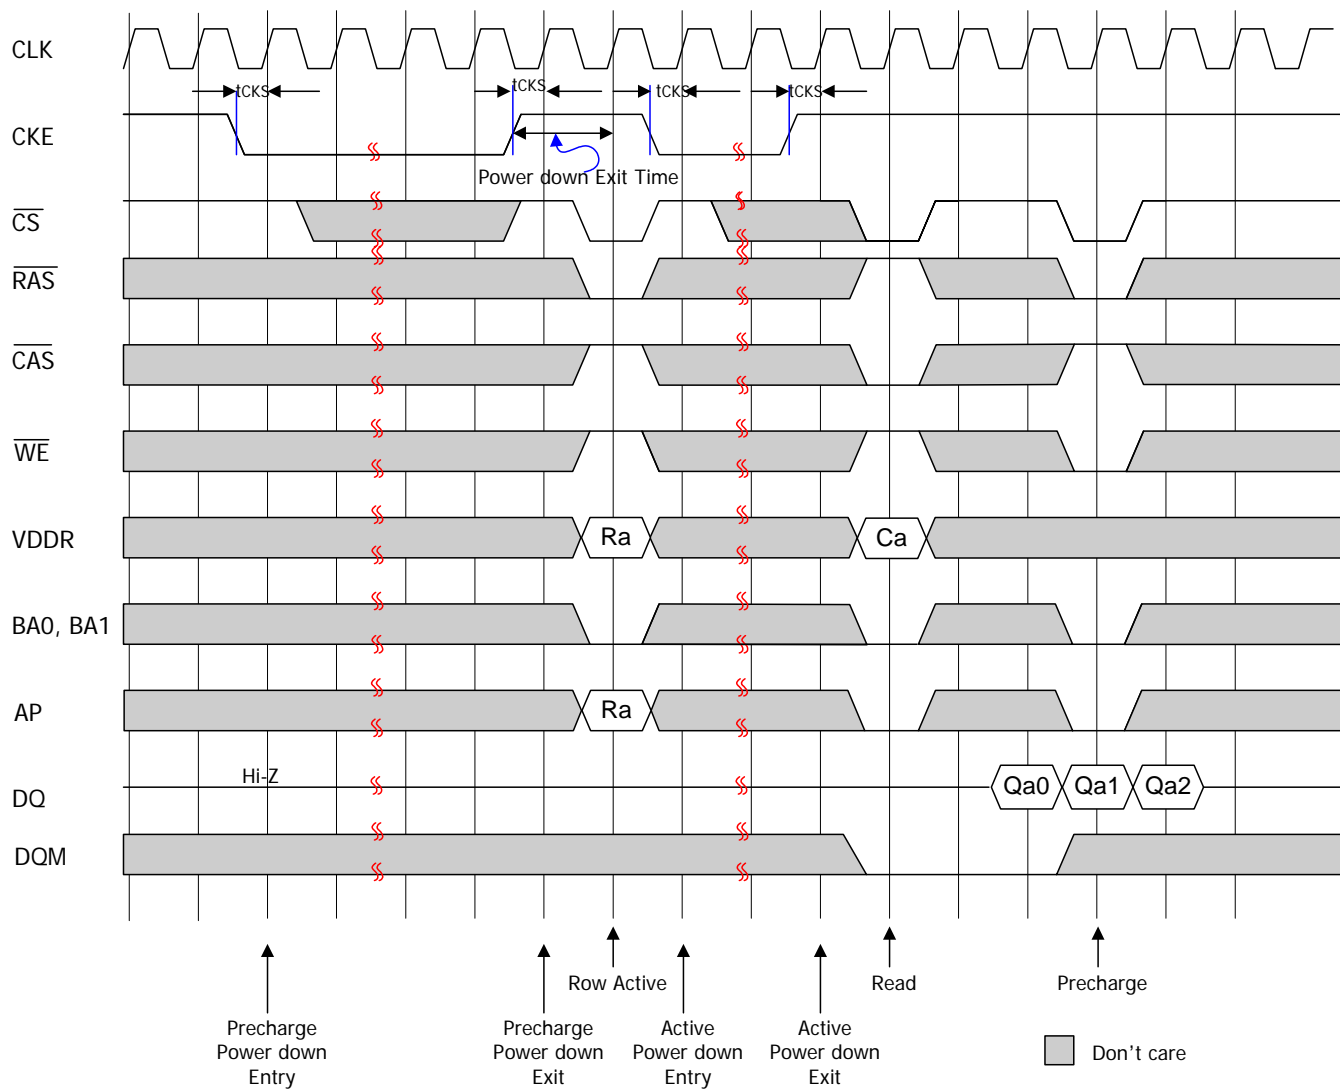 CLK
tCKS tCKS tCKS tCKS
CKE
Power down Exit Time
CS
RAS
CAS
WE
VDDR Ra Ca
BA0, BA1
AP Ra
Hi-Z
DQ Qa0 Qa1 Qa2
DQM
Row Active Read Precharge
Precharge
Power down
Entry
Precharge
Power down
Exit
Active
Power down
Entry
Active
Power down
Exit
Don't care